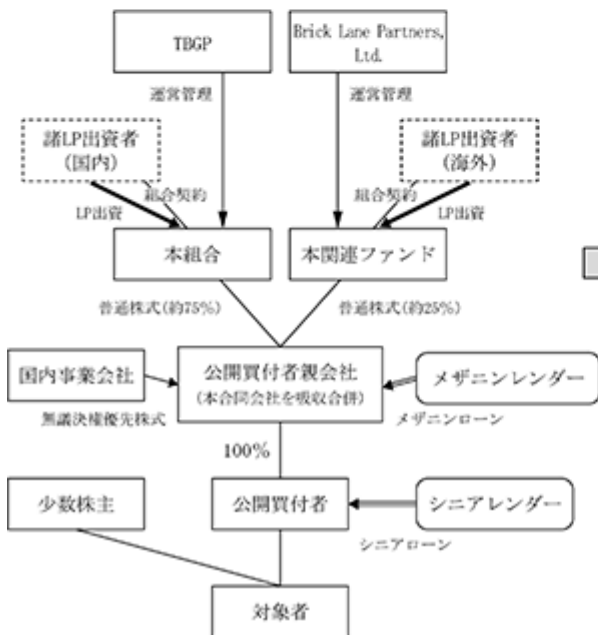 TBGP
Brick Lane Partners,
Ltd.
運営管理
運営管理
諸LP出資者
(国内)
諸LP出資者
(海外)
組合契約
LP出資
組合契約
LP出資
本組合
本関連ファンド
普通株式(約75%)
普通株式(約25%)
国内事業会社
公開買付者親会社
(本合同会社を吸収合併)
メザニンレンダー
無議決権優先株式
メザニンローン
100%
少数株主
公開買付者
シニアレンダー
シニアローン
対象者